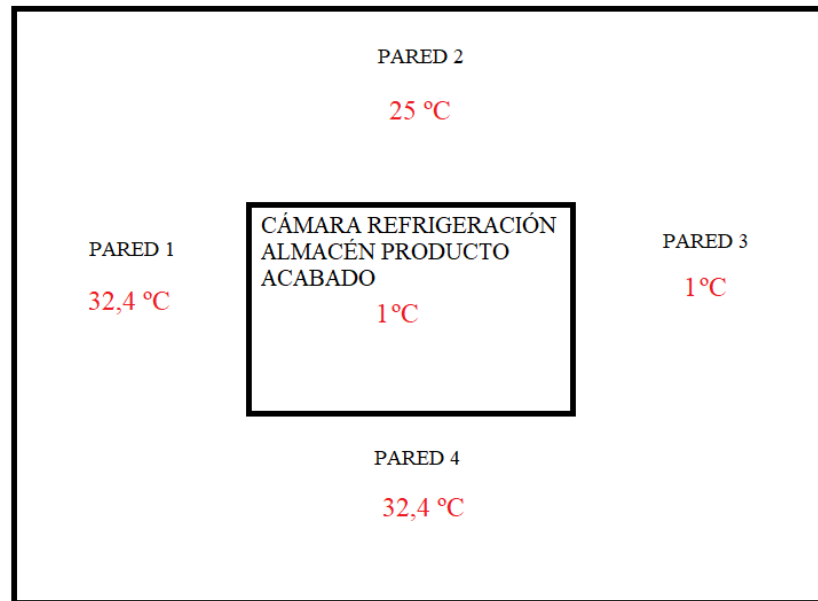 PARED 2
25 ºC
CÁMARA REFRIGERACIÓN
ALMACÉN PRODUCTO
ACABADO
1ºC
PARED 1
32,4 ºC
PARED 3
1ºC
PARED 4
32,4 ºC